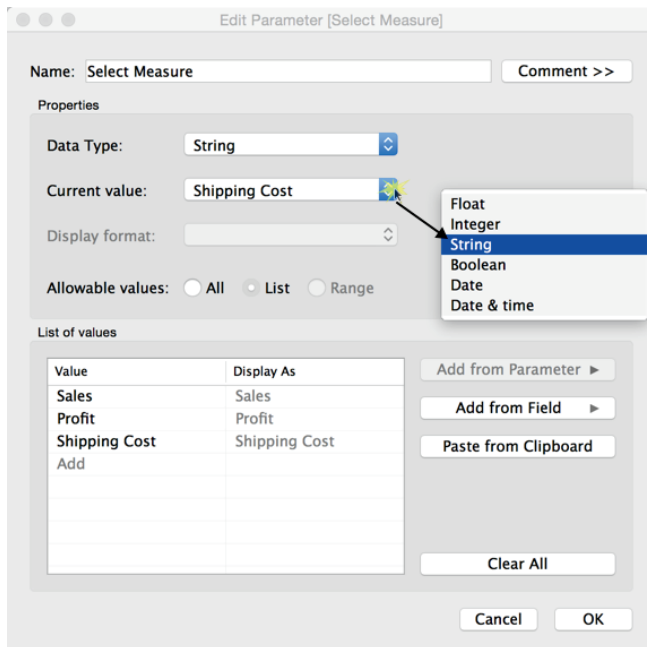 Edit Parameter [Select Measure]
Name: Select Measure Comment >>
Properties
Data Type: String
Current value: Shipping Cost
Display format:
Allowable values: All List Range
Float
Integer
String
Boolean
Date
Date & time
List of values
Value Display As
Sales Sales
Profit Profit
Shipping Cost Shipping Cost
Add
Add from Parameter ▶
Add from Field ▶
Paste from Clipboard
Clear All
Cancel OK